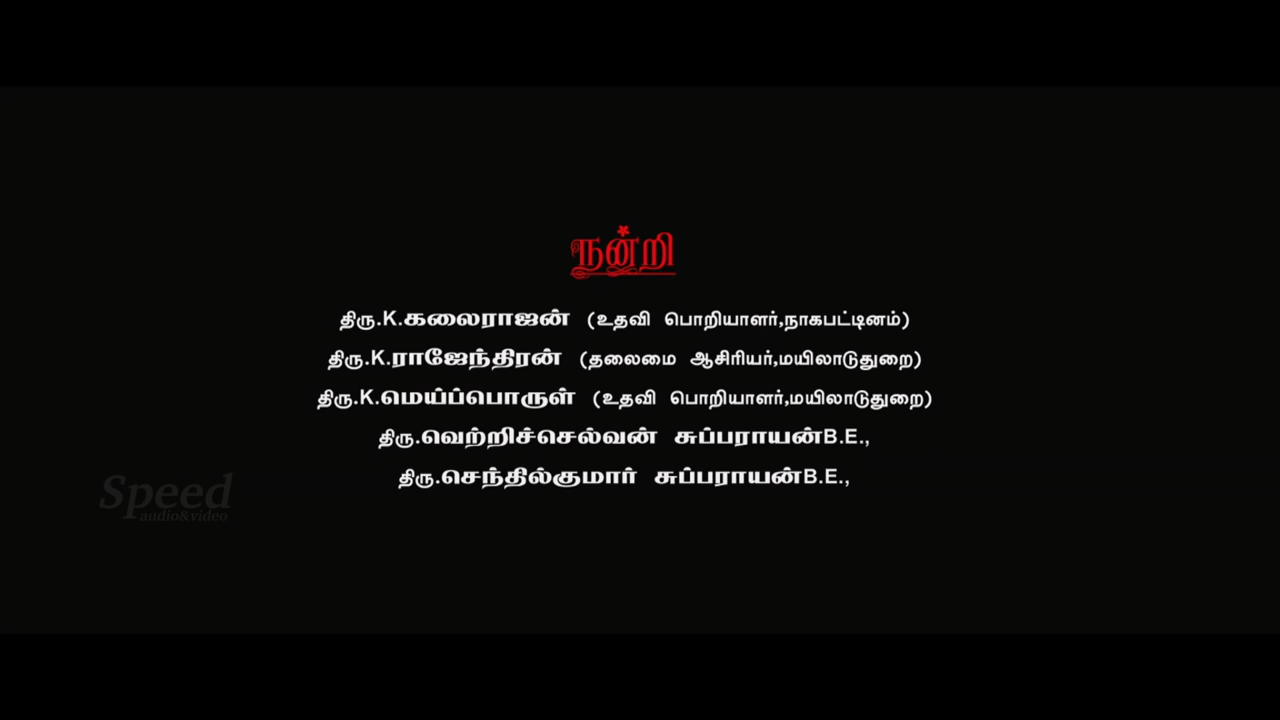 நன்றி
திரு.K.கலைராஜன் (உதவி பொறியாளர்,நாகபட்டினம்)
திரு.K.ராஜேந்திரன் (தலைமை ஆசிரியர்,மயிலாடுதுறை)
திரு.K.மெய்ப்பொருள் (உதவி பொறியாளர்,மயிலாடுதுறை)
திரு.வெற்றிச்செல்வன் சுப்பராயன்B.E.,
திரு.செந்தில்குமார் சுப்பராயன்B.E.,
Speed
audio&video